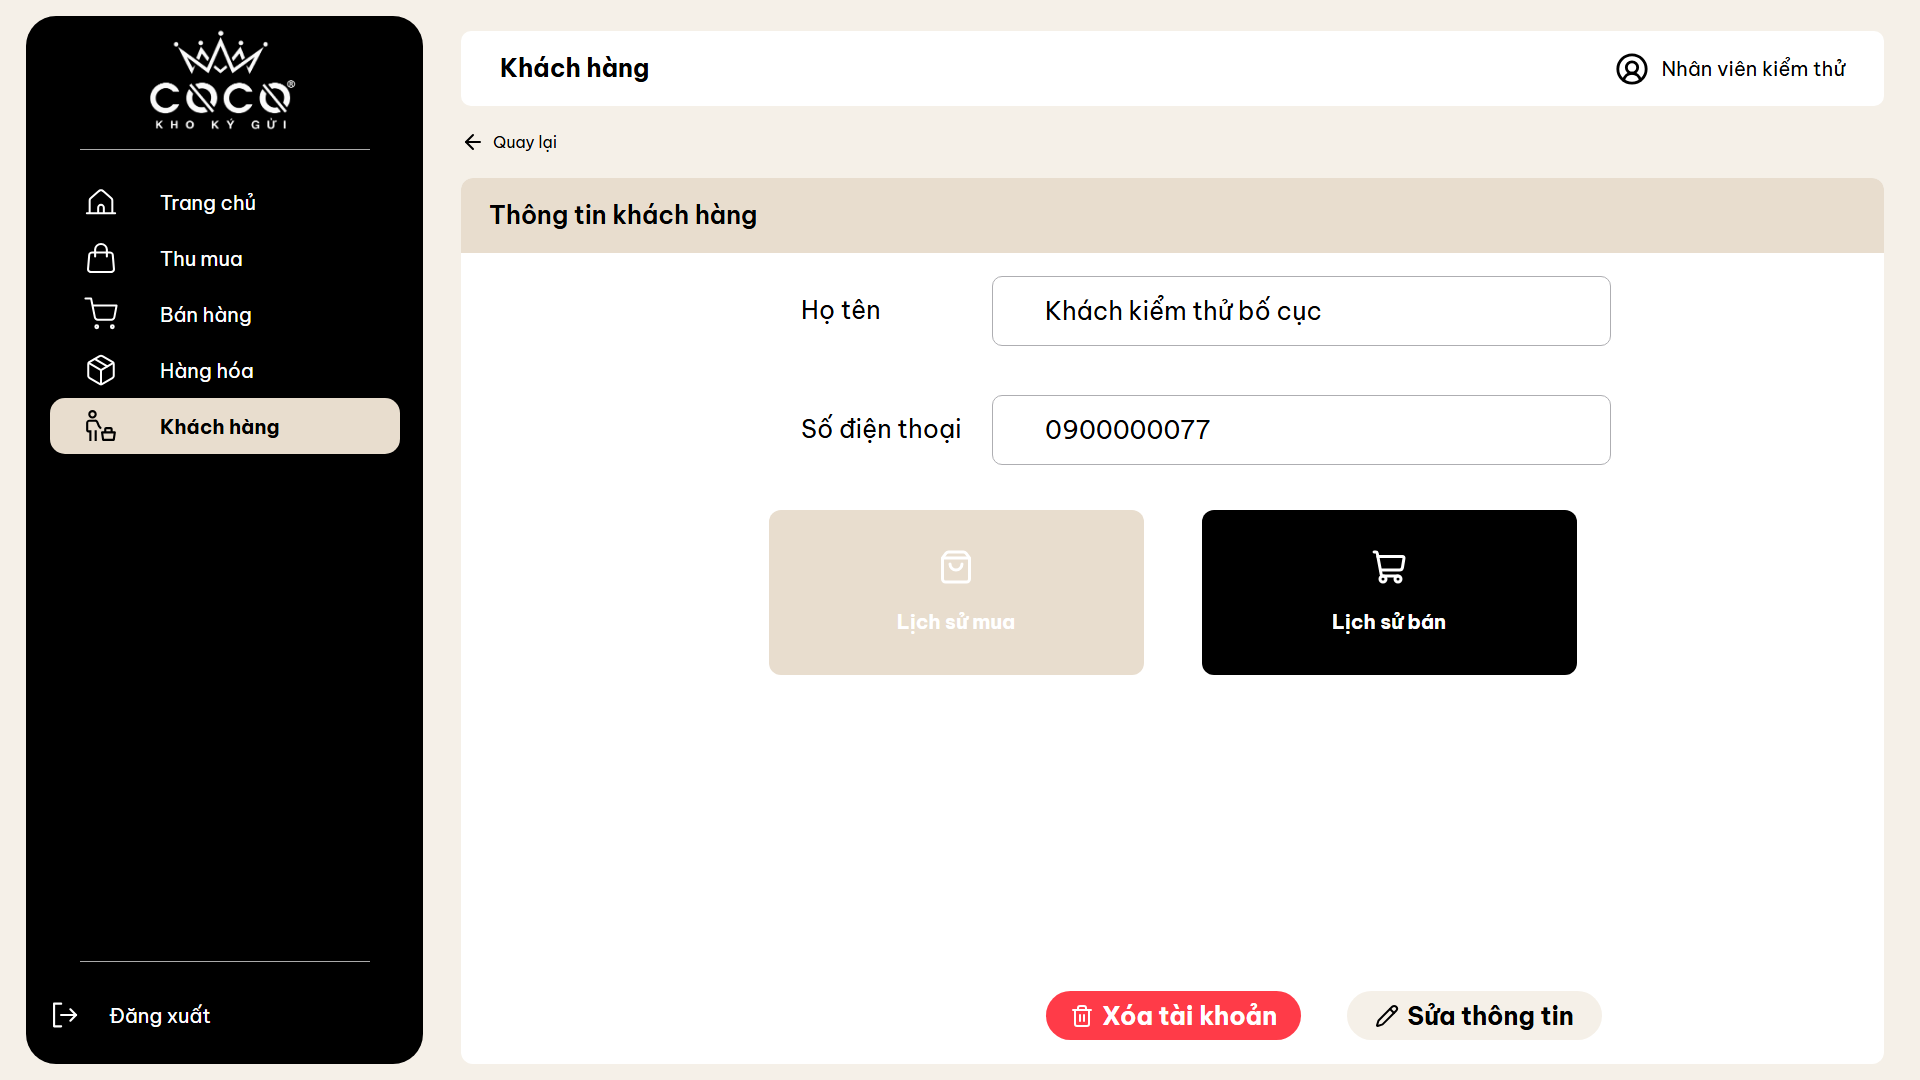 COCO®
KHO KÝ GỬI
Trang chủ
Thu mua
Bán hàng
Hàng hóa
Khách hàng
Đăng xuất
Khách hàng
Nhân viên kiểm thử
Quay lại
Thông tin khách hàng
Họ tên
Khách kiểm thử bố cục
Số điện thoại
0900000077
Lịch sử mua
Lịch sử bán
Xóa tài khoản
Sửa thông tin